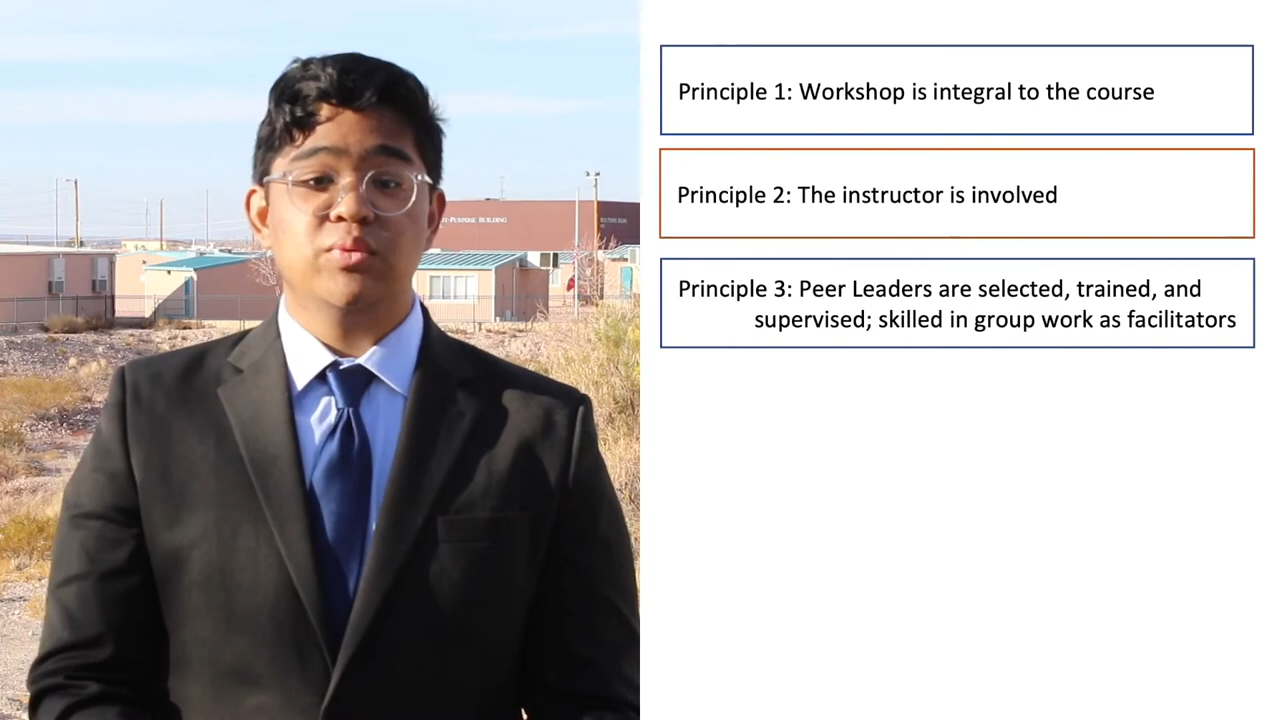 Principle 1: Workshop is integral to the course
Principle 2: The instructor is involved
Principle 3: Peer Leaders are selected, trained, and
supervised; skilled in group work as facilitators
BUILDING